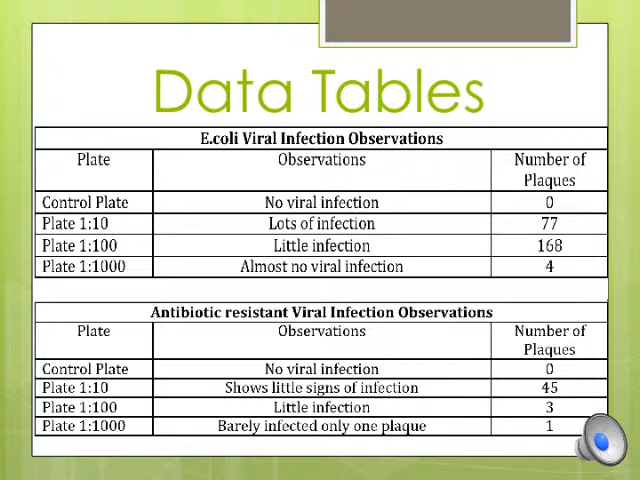 Data Tables
E.coli Viral Infection Observations
Plate Observations Number of Plaques
Control Plate No viral infection 0
Plate 1:10 Lots of infection 77
Plate 1:100 Little infection 168
Plate 1:1000 Almost no viral infection 4
Antibiotic resistant Viral Infection Observations
Plate Observations Number of Plaques
Control Plate No viral infection 0
Plate 1:10 Shows little signs of infection 45
Plate 1:100 Little infection 3
Plate 1:1000 Barely infected only one plaque 1